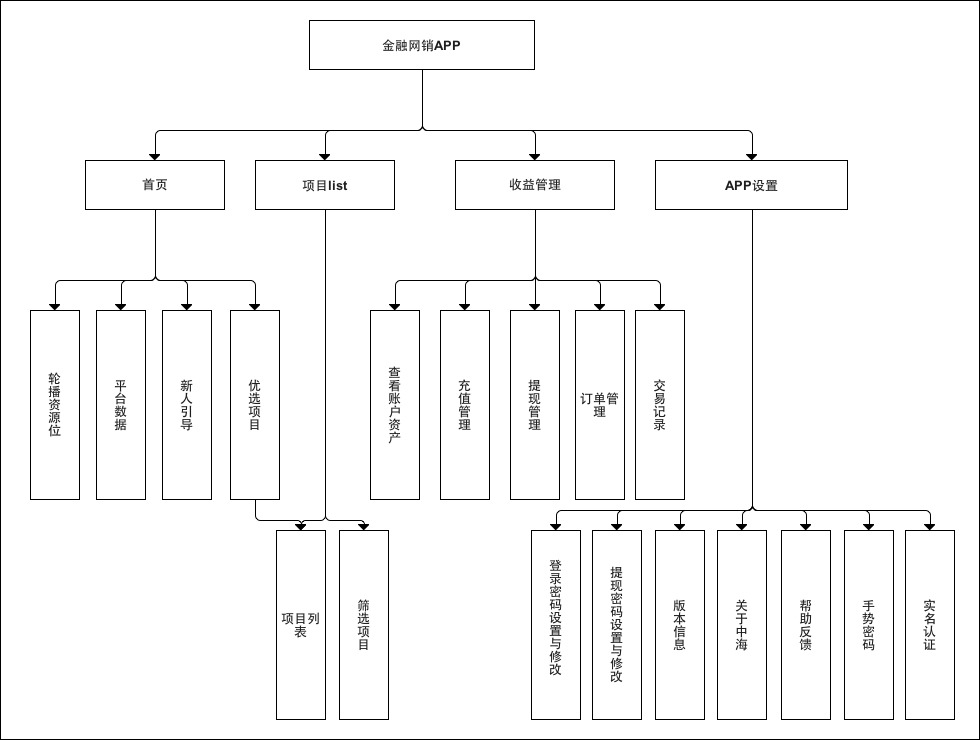 金融网销APP
首页
项目list
收益管理
APP设置
轮播资源位
平台数据
新人引导
优选项目
查看账户资产
充值管理
提现管理
订单管
理
交易记录
项目列
表
筛选项目
登录密码设置与修改
提现密码设置与修改
版本信息
关于中海
帮助反馈
手势密码
实名认证